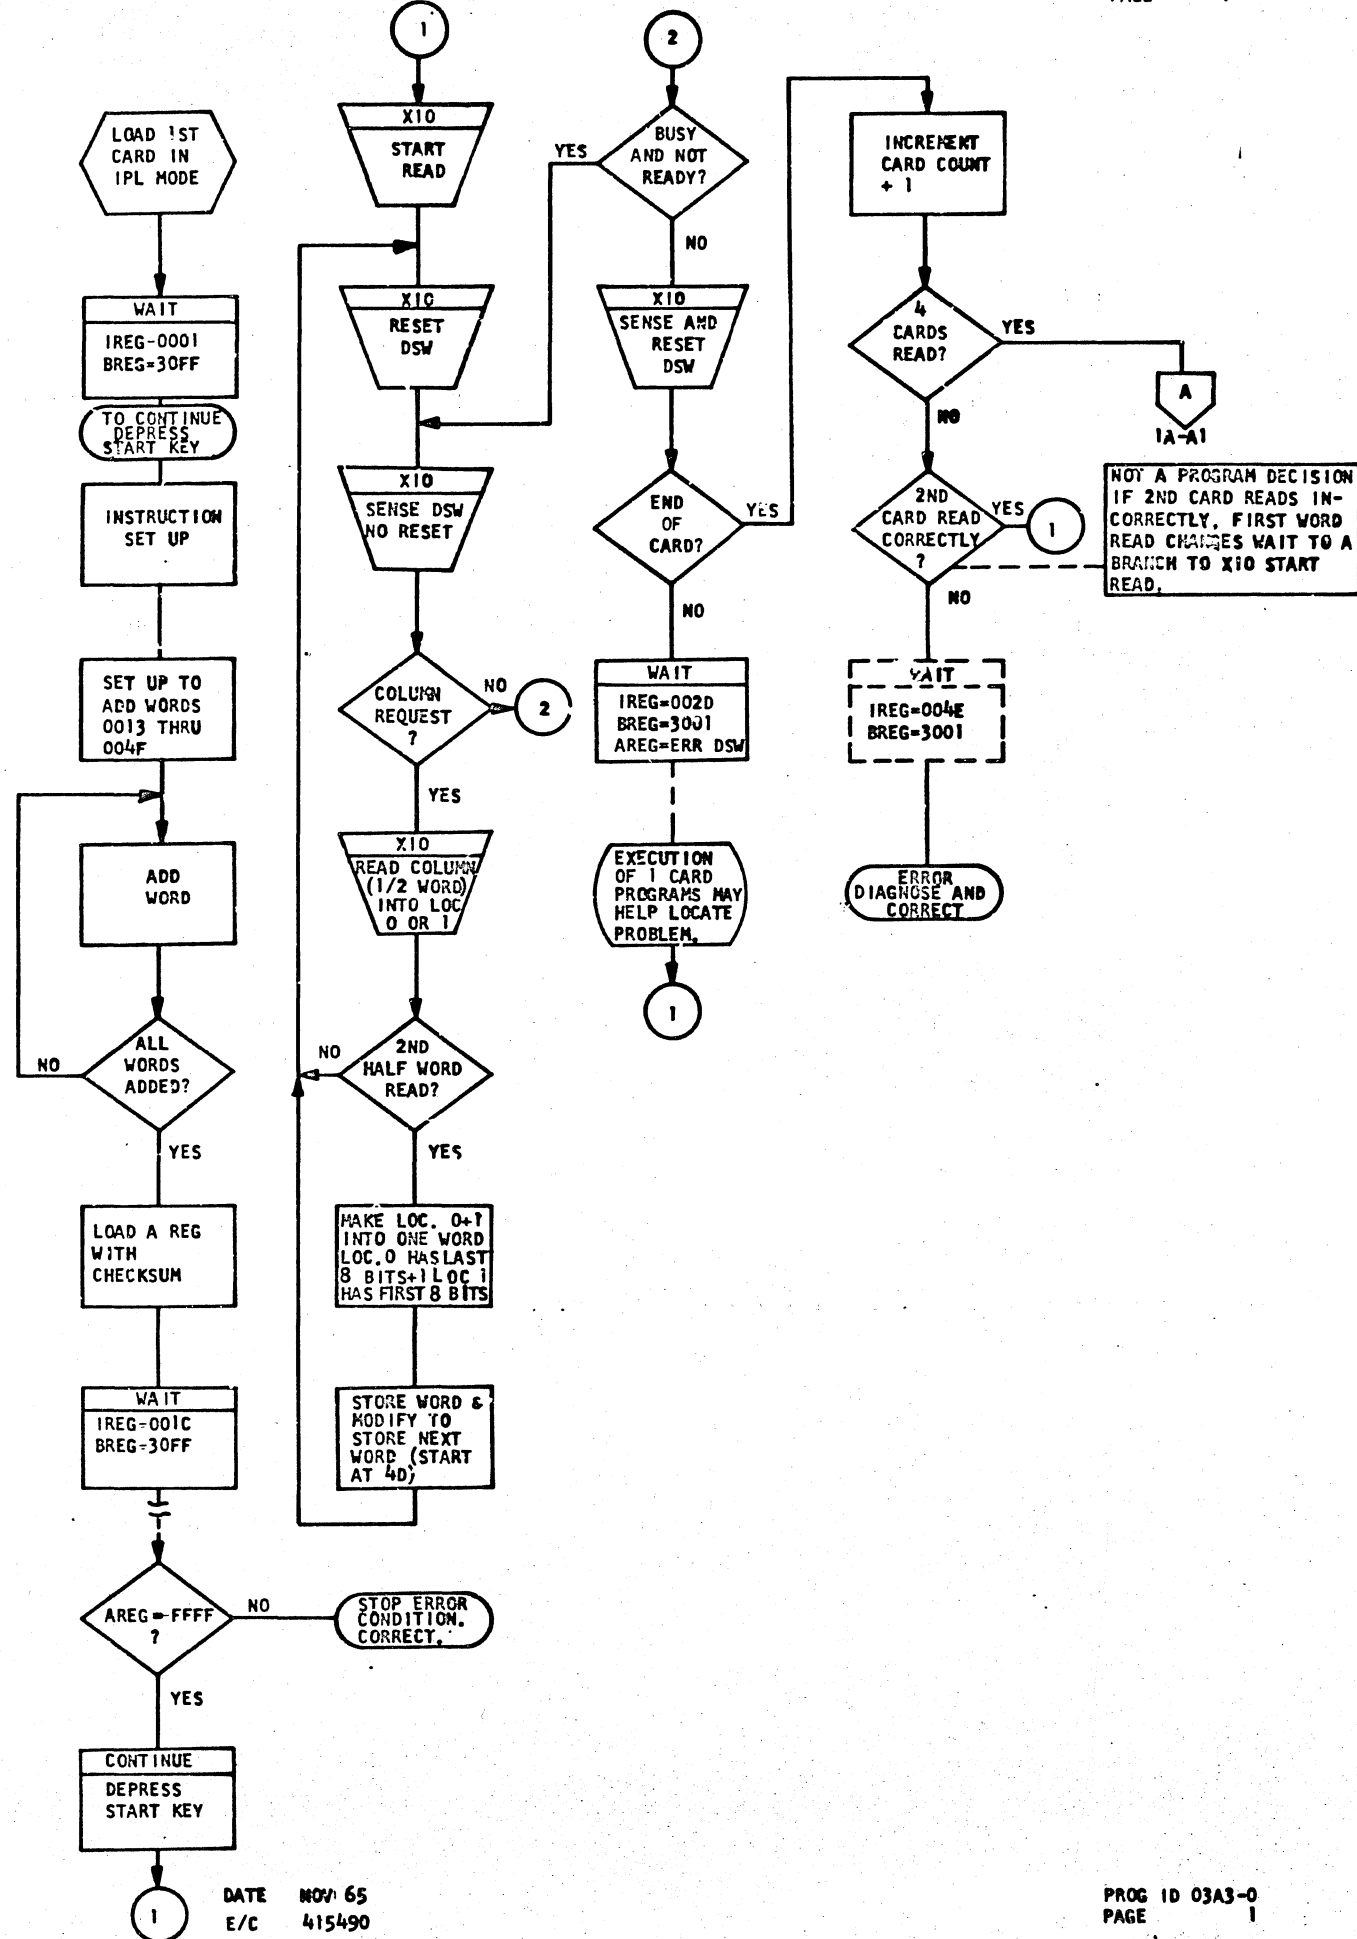 LOAD 1ST
CARD IN
IPL MODE
WAIT
IREG-0001
BREG=30FF
TO CONTINUE
DEPRESS
START KEY
INSTRUCTION
SET UP
SET UP TO
ADD WORDS
0013 THRU
004F
ADD
WORD
ALL
WORDS
ADDED?
NO
YES
LOAD A REG
WITH
CHECKSUM
WAIT
IREG=001C
BREG=30FF
AREG=FFFF
?
NO
STOP ERROR
CONDITION.
CORRECT.
YES
CONTINUE
DEPRESS
START KEY
1
1
XIO
START
READ
XIO
RESET
DSW
XIO
SENSE DSW
NO RESET
COLUMN
REQUEST
?
NO
2
YES
XIO
READ COLUMN
(1/2 WORD)
INTO LOC
0 OR 1
2ND
HALF WORD
READ?
NO
YES
MAKE LOC. 0+1
INTO ONE WORD
LOC.0 HAS LAST
8 BITS+1 LOC 1
HAS FIRST 8 BITS
STORE WORD &
MODIFY TO
STORE NEXT
WORD (START
AT 4D)
2
BUSY
AND NOT
READY?
YES
NO
XIO
SENSE AND
RESET
DSW
END
OF
CARD?
YES
NO
WAIT
IREG=002D
BREG=3001
AREG=ERR DSW
EXECUTION
OF 1 CARD
PROGRAMS MAY
HELP LOCATE
PROBLEM.
1
INCREMENT
CARD COUNT
+ 1
4
CARDS
READ?
YES
A
1A-A1
NO
2ND
CARD READ
CORRECTLY
?
YES
1
NOT A PROGRAM DECISION
IF 2ND CARD READS IN-
CORRECTLY, FIRST WORD
READ CHANGES WAIT TO A
BRANCH TO XIO START
READ.
NO
WAIT
IREG=004E
BREG=3001
ERROR
DIAGNOSE AND
CORRECT
DATE NOV 65
E/C 415490
PROG ID 03A3-0
PAGE 1